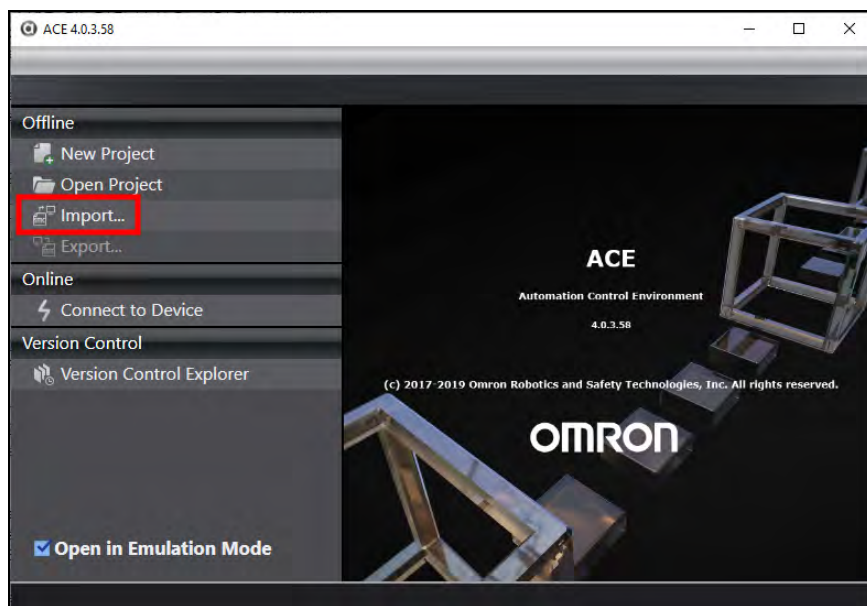 ACE 4.0.3.58
Offline
New Project
Open Project
Import...
Export...
Online
Connect to Device
Version Control
Version Control Explorer
Open in Emulation Mode
ACE
Automation Control Environment
4.0.3.58
(c) 2017-2019 Omron Robotics and Safety Technologies, Inc. All rights reserved.
OMRON